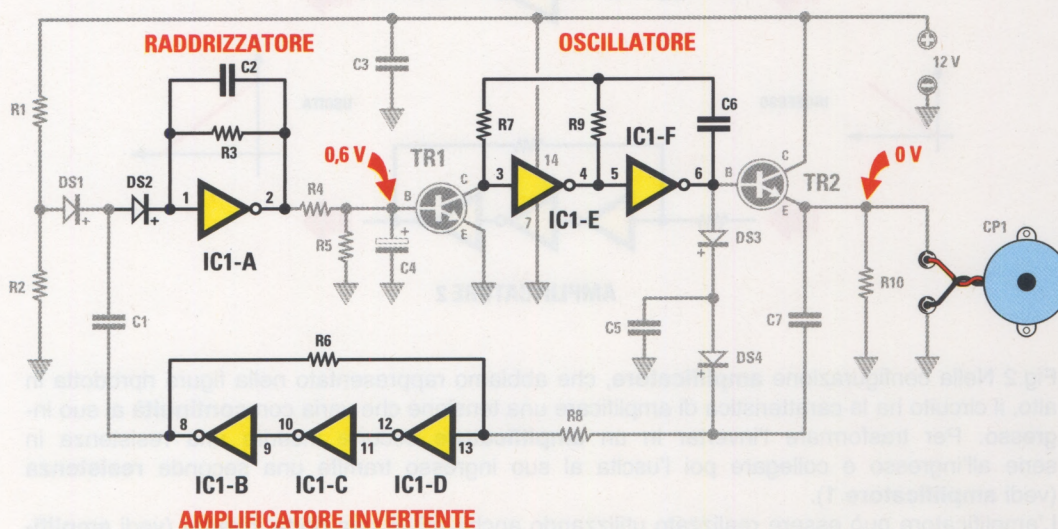 RADDRIZZATORE
OSCILLATORE
C2
C3
12 V
R1
R3
R7
R9
IC1-F
C6
0,6 V
TR1
0 V
B
C
E
TR2
DS1
DS2
1
2
R4
3
14
4
5
6
B
C
E
CP1
IC1-A
R5
C4
7
IC1-E
DS3
R2
R10
C1
C5
C7
R6
DS4
8
9
10
11
12
13
R8
IC1-B
IC1-C
IC1-D
AMPLIFICATORE INVERTENTE